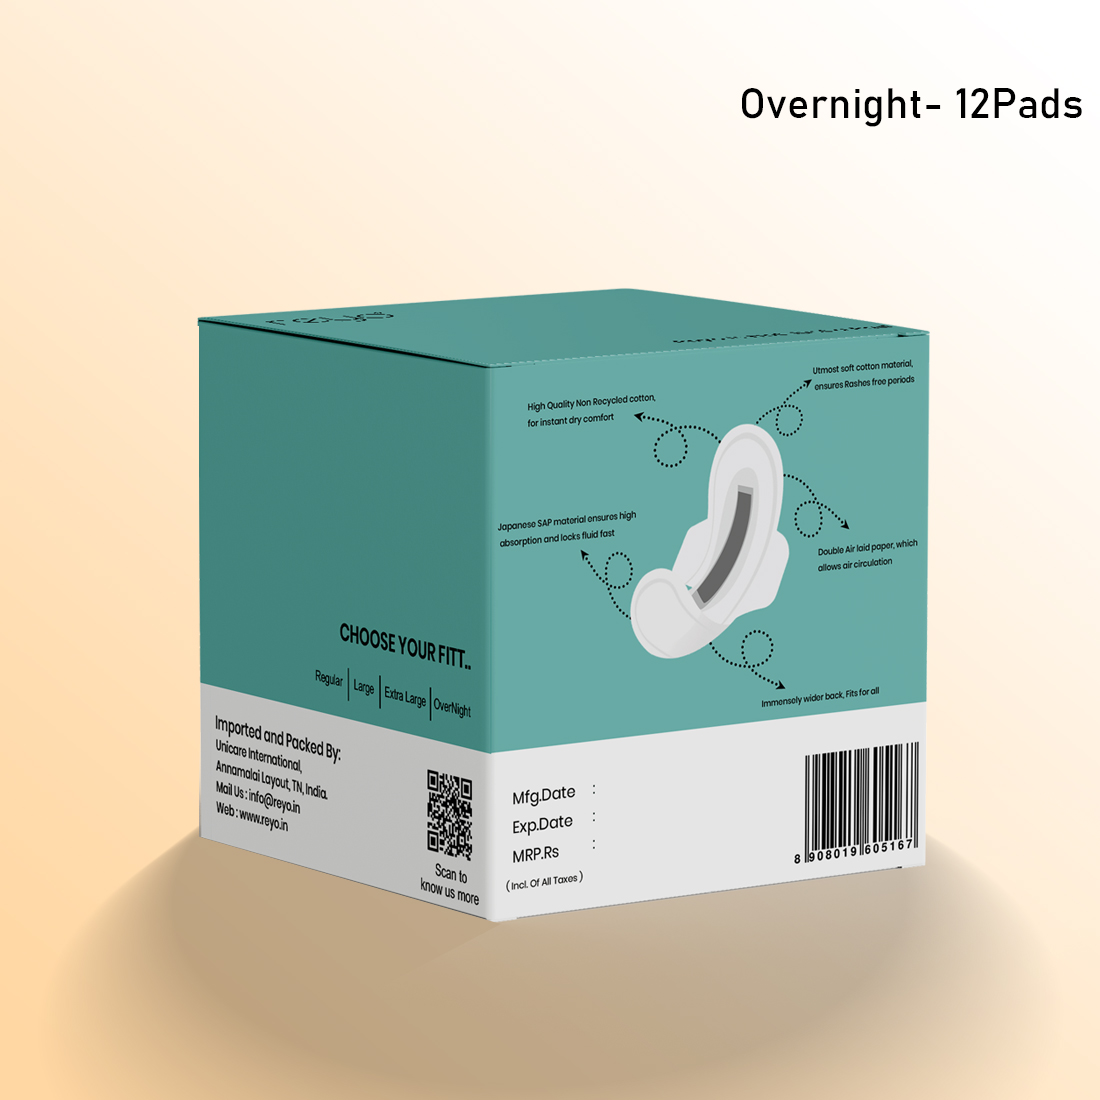 Overnight- 12Pads
reyo
Utmost soft cotton material,
ensures Rashes free periods
High Quality Non Recycled cotton,
for instant dry comfort
Japanese SAP material ensures high
absorption and locks fluid fast
Double Air laid paper, which
allows air circulation
Immensely wider back, Fits for all
CHOOSE YOUR FITT..
Regular
Large
Extra Large
OverNight
Imported and Packed By:
Unicare International,
Annamalai Layout, TN, India.
Mail Us : info@reyo.in
Web : www.reyo.in
Scan to
know us more
Mfg.Date :
Exp.Date :
MRP.Rs :
( Incl. Of All Taxes )
8 908019 605167